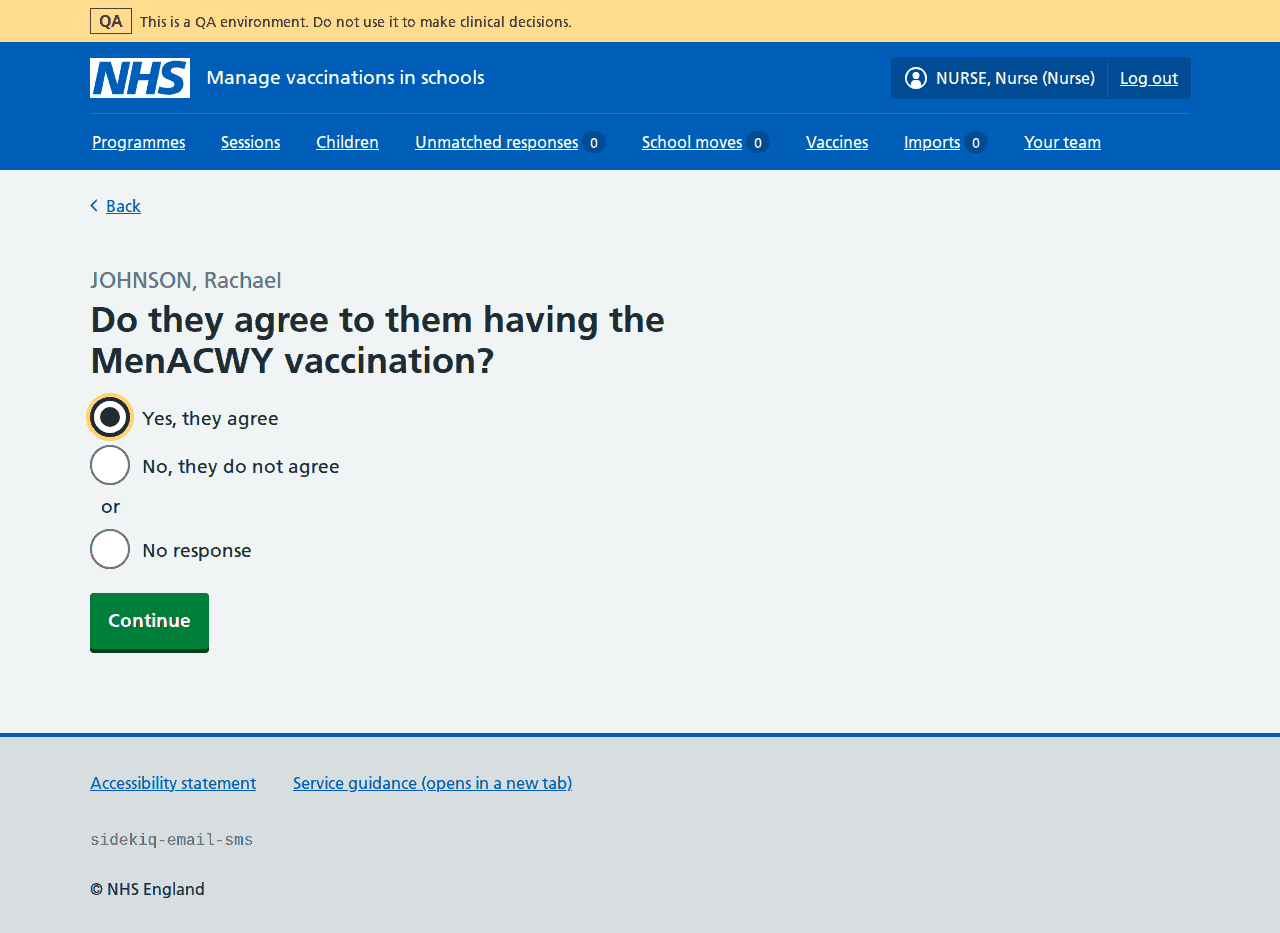 QA This is a QA environment. Do not use it to make clinical decisions.
NHS Manage vaccinations in schools NURSE, Nurse (Nurse) Log out
Programmes Sessions Children Unmatched responses 0 School moves 0 Vaccines Imports 0 Your team
Back
JOHNSON, Rachael
Do they agree to them having the
MenACWY vaccination?
Yes, they agree
No, they do not agree
or
No response
Continue
Accessibility statement Service guidance (opens in a new tab)
sidekiq-email-sms
© NHS England